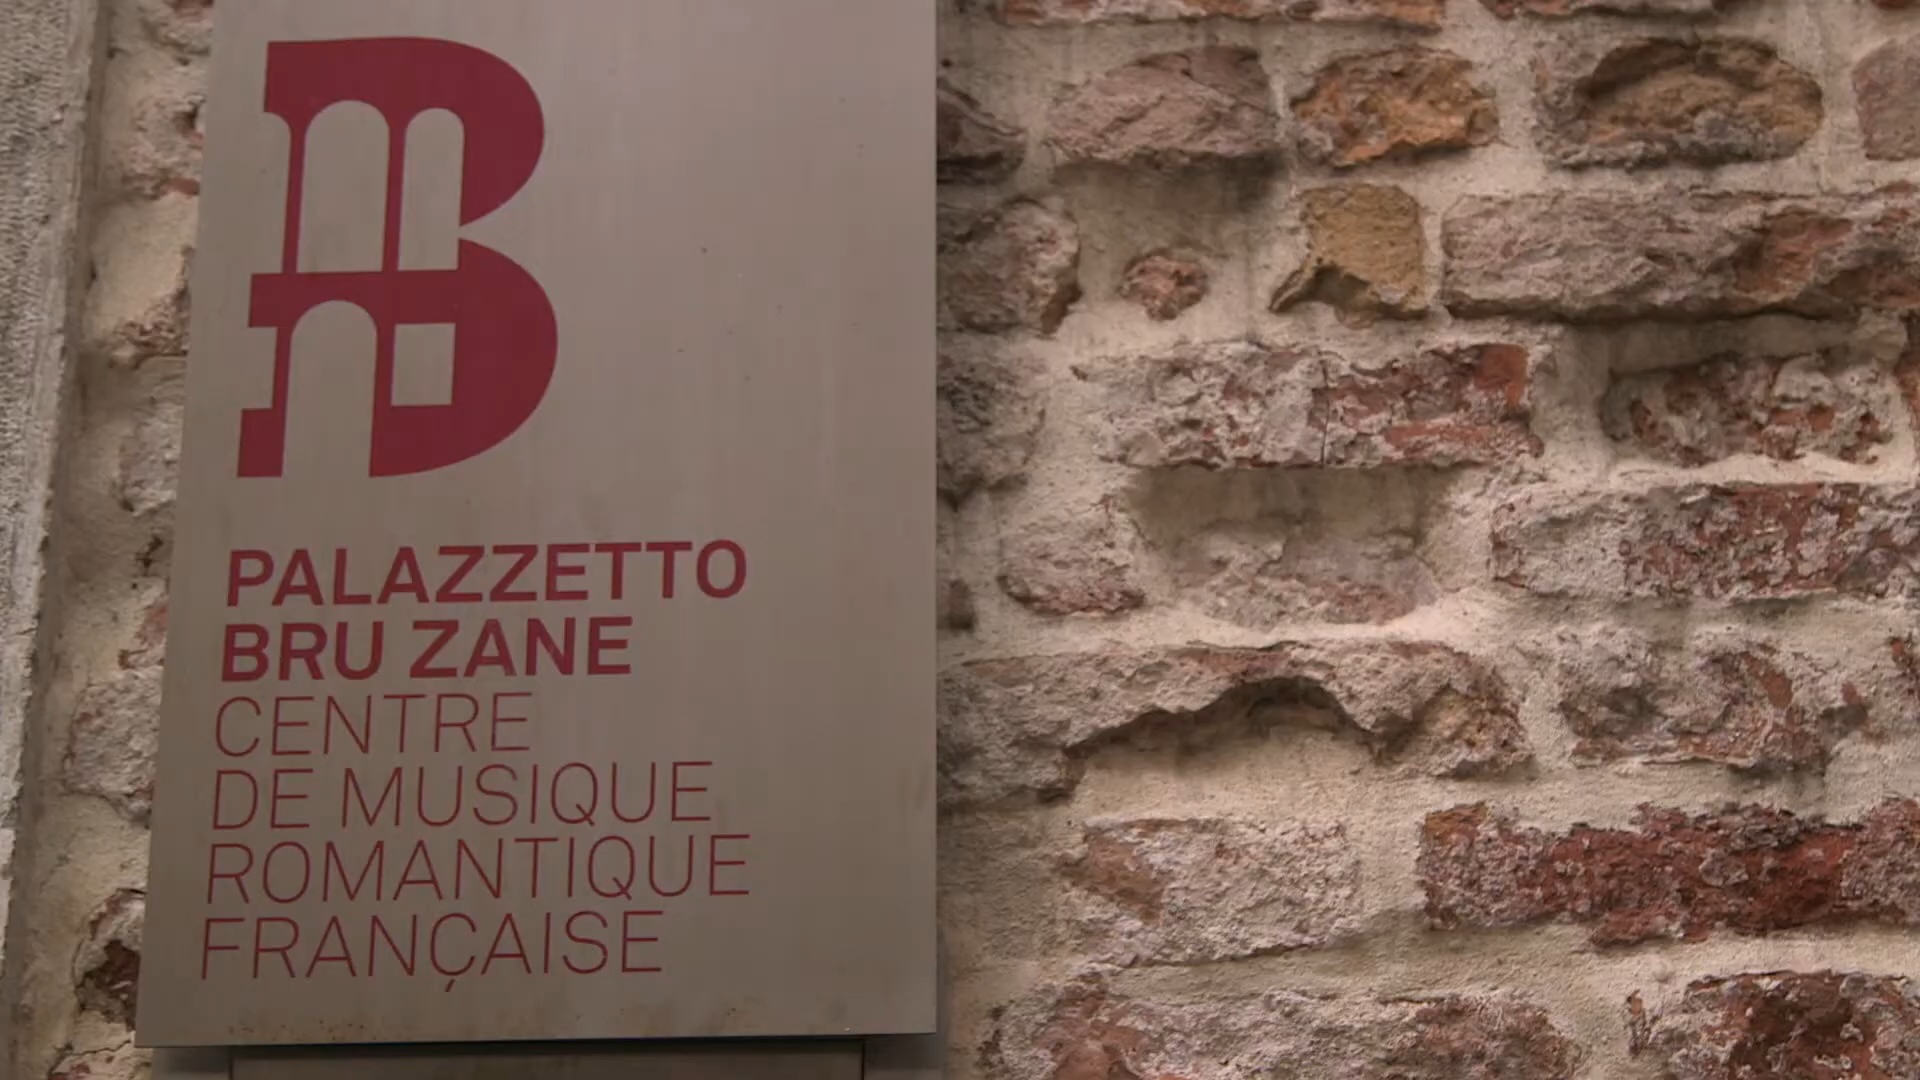 B
PALAZZETTO
BRU ZANE
CENTRE
DE MUSIQUE
ROMANTIQUE
FRANÇAISE